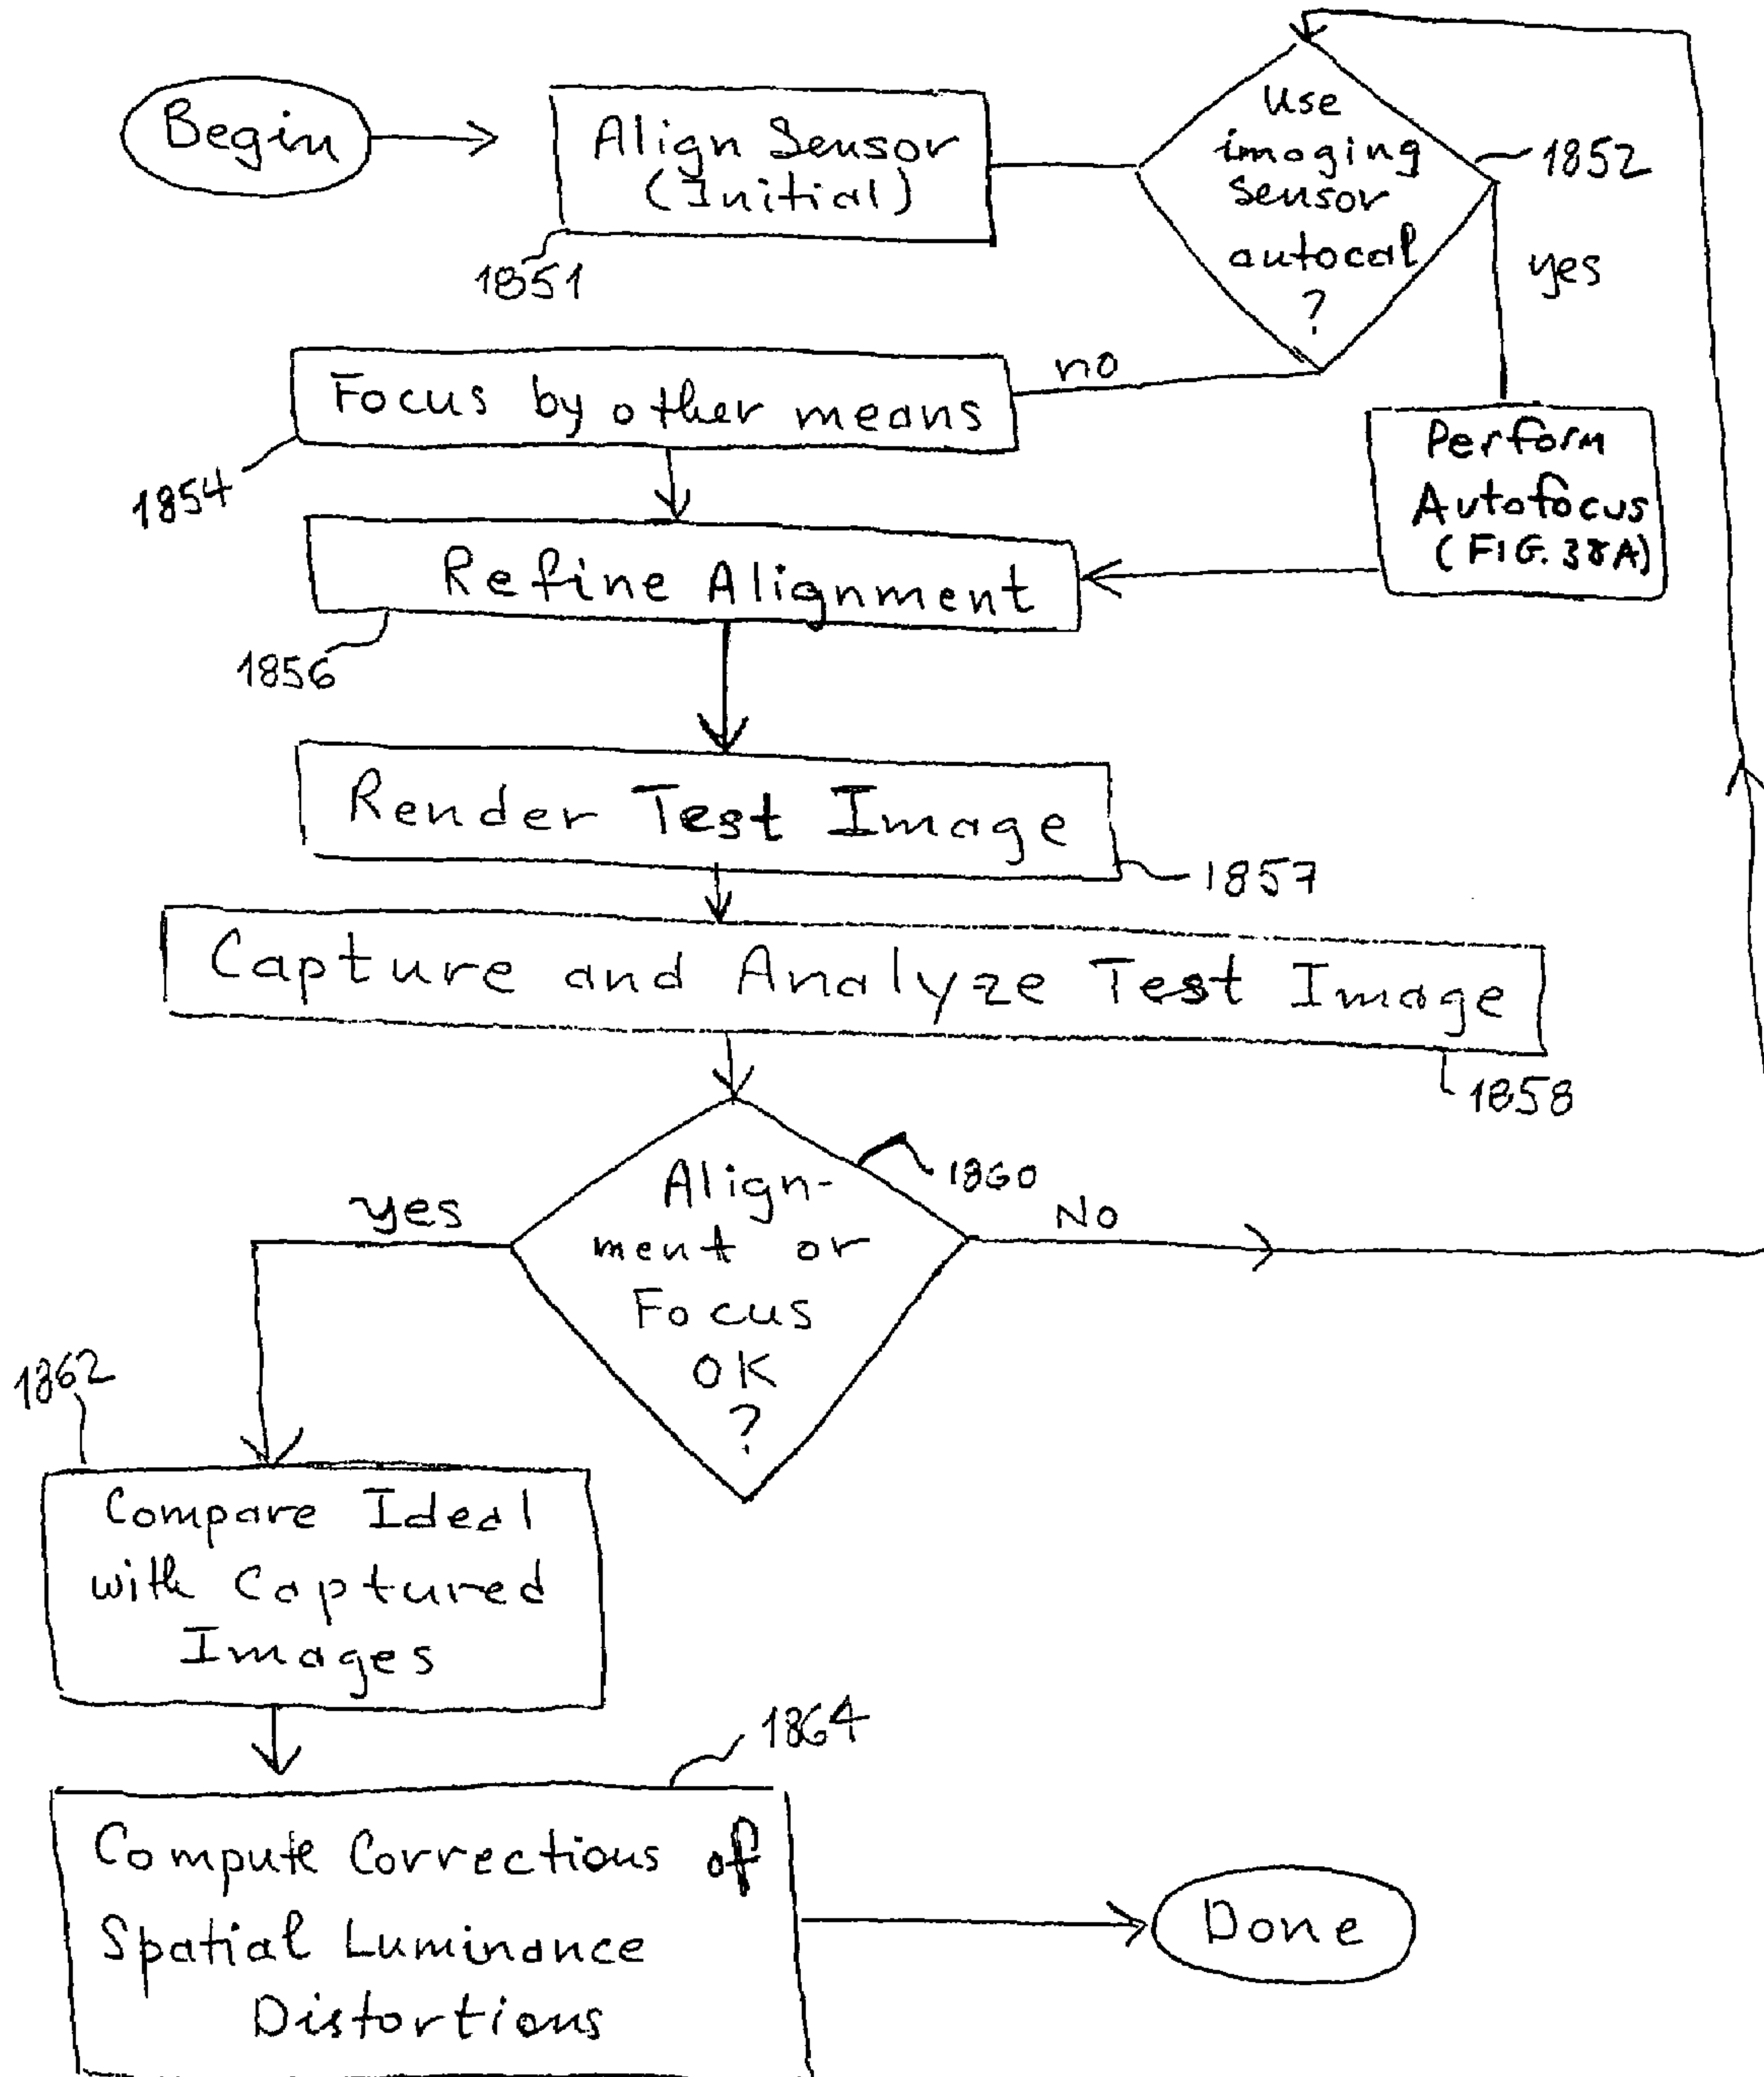 Begin
Align Sensor
(Initial)
1851
Use
imaging
sensor
autocal
?
1852
yes
no
Focus by other means
1854
Perform
Autofocus
(FIG. 38A)
Refine Alignment
1856
Render Test Image
1857
Capture and Analyze Test Image
1858
Align-
ment or
Focus
OK
?
1860
yes
No
1862
Compare Ideal
with Captured
Images
1864
Compute Corrections of
Spatial Luminance
Distortions
Done